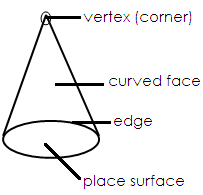 vertex (corner)
curved face
edge
place surface